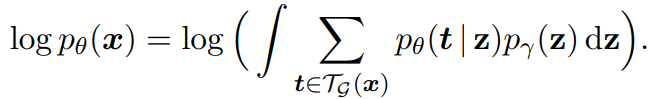 log p_θ(𝒙) = log ( ∫ ∑_{𝒕∈𝒯_𝒢(𝒙)} p_θ(𝒕 | 𝐳) p_γ(𝐳) d𝐳 ).